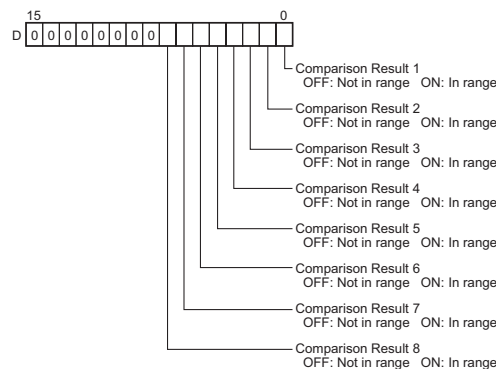 15 0
D 0 0 0 0 0 0 0 0
Comparison Result 1
OFF: Not in range ON: In range
Comparison Result 2
OFF: Not in range ON: In range
Comparison Result 3
OFF: Not in range ON: In range
Comparison Result 4
OFF: Not in range ON: In range
Comparison Result 5
OFF: Not in range ON: In range
Comparison Result 6
OFF: Not in range ON: In range
Comparison Result 7
OFF: Not in range ON: In range
Comparison Result 8
OFF: Not in range ON: In range